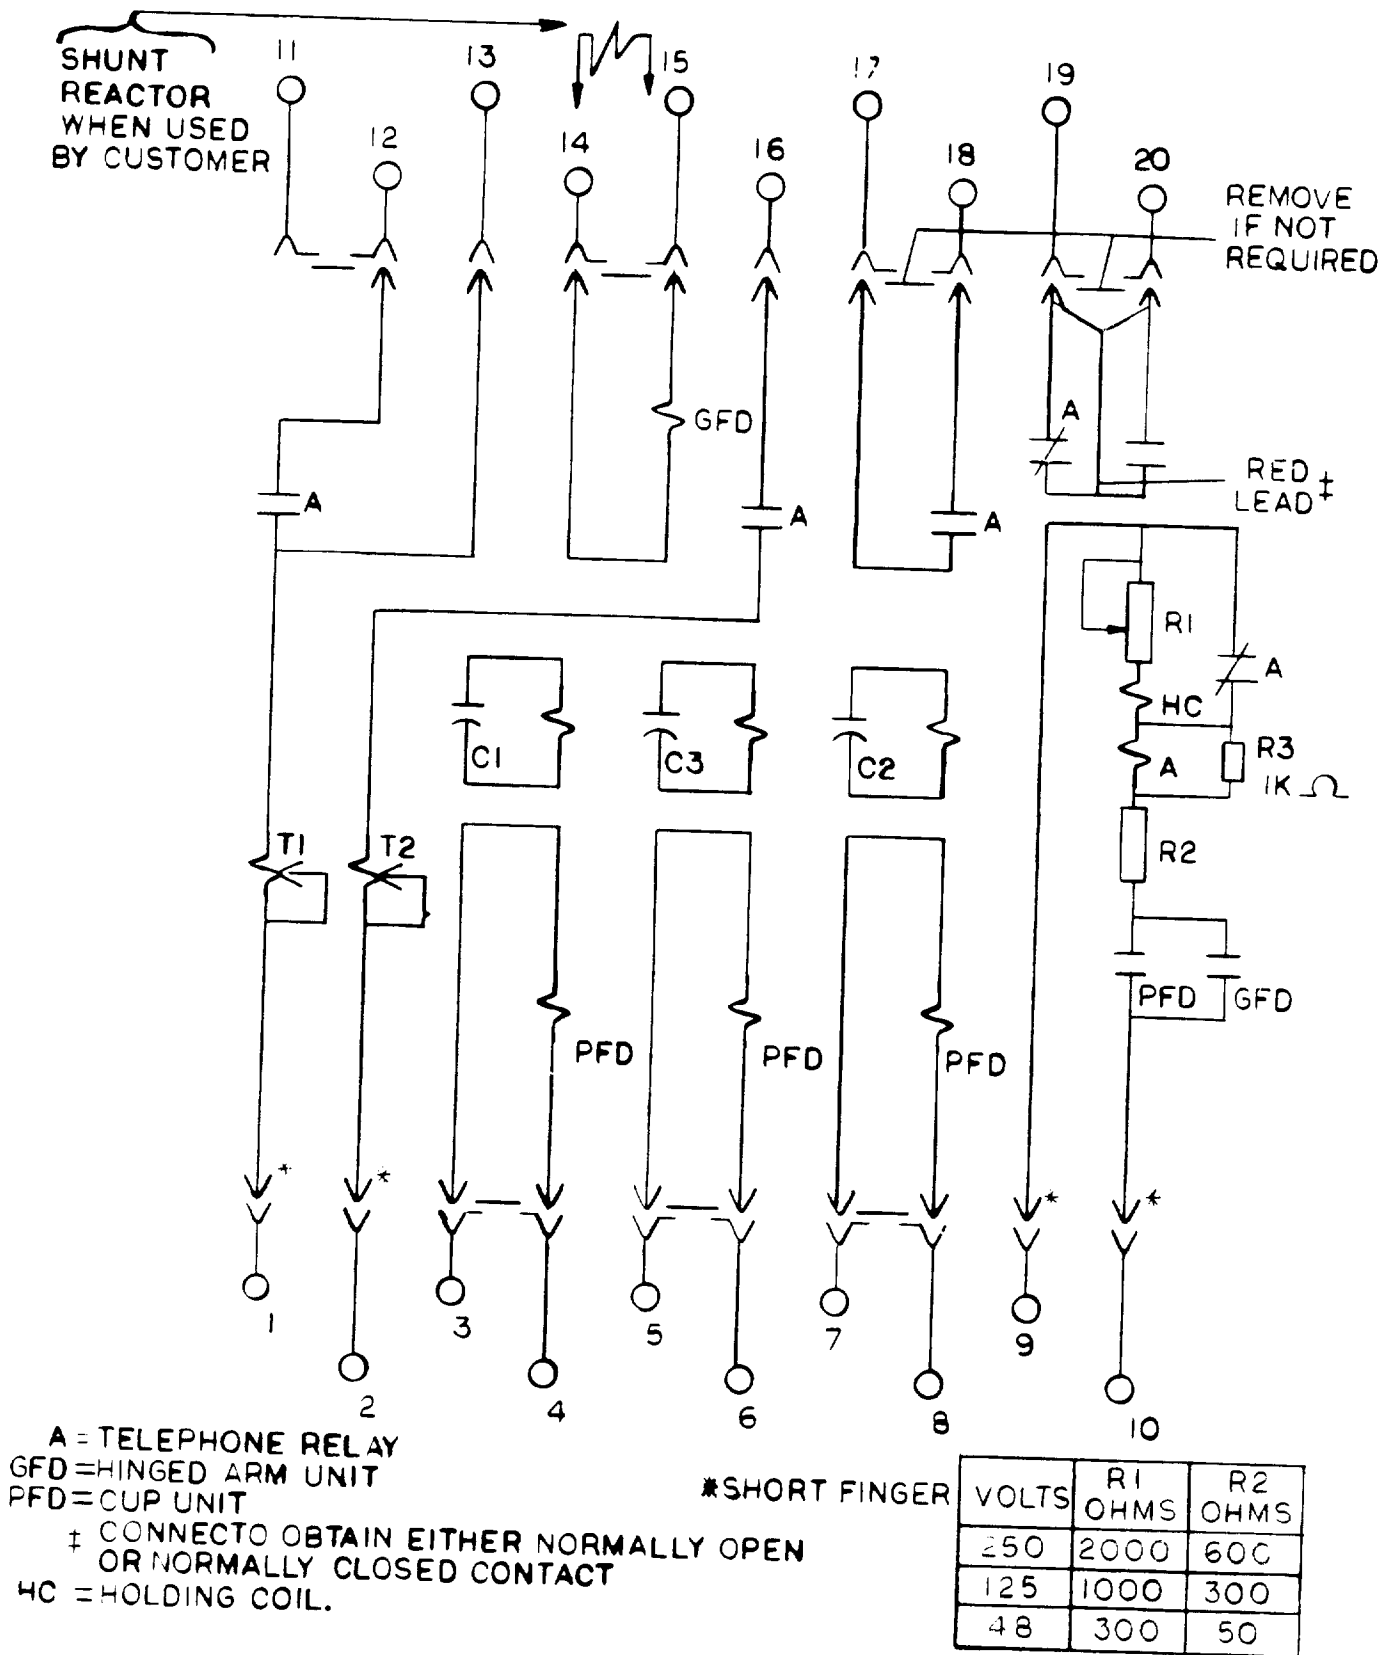 SHUNT
REACTOR
WHEN USED
BY CUSTOMER
11
12
13
14
15
16
17
18
19
20
REMOVE
IF NOT
REQUIRED
GFD
A
RED ‡
LEAD
A
A
A
R1
A
HC
R3
1K Ω
A
C1
C3
C2
R2
T1
T2
PFD
PFD
PFD
PFD
GFD
*
*
*
*
1
2
3
4
5
6
7
8
9
10
A = TELEPHONE RELAY
GFD = HINGED ARM UNIT
PFD = CUP UNIT
‡ CONNECTO OBTAIN EITHER NORMALLY OPEN
OR NORMALLY CLOSED CONTACT
HC = HOLDING COIL.
*SHORT FINGER
VOLTS R1 OHMS R2 OHMS
250 2000 600
125 1000 300
48 300 50